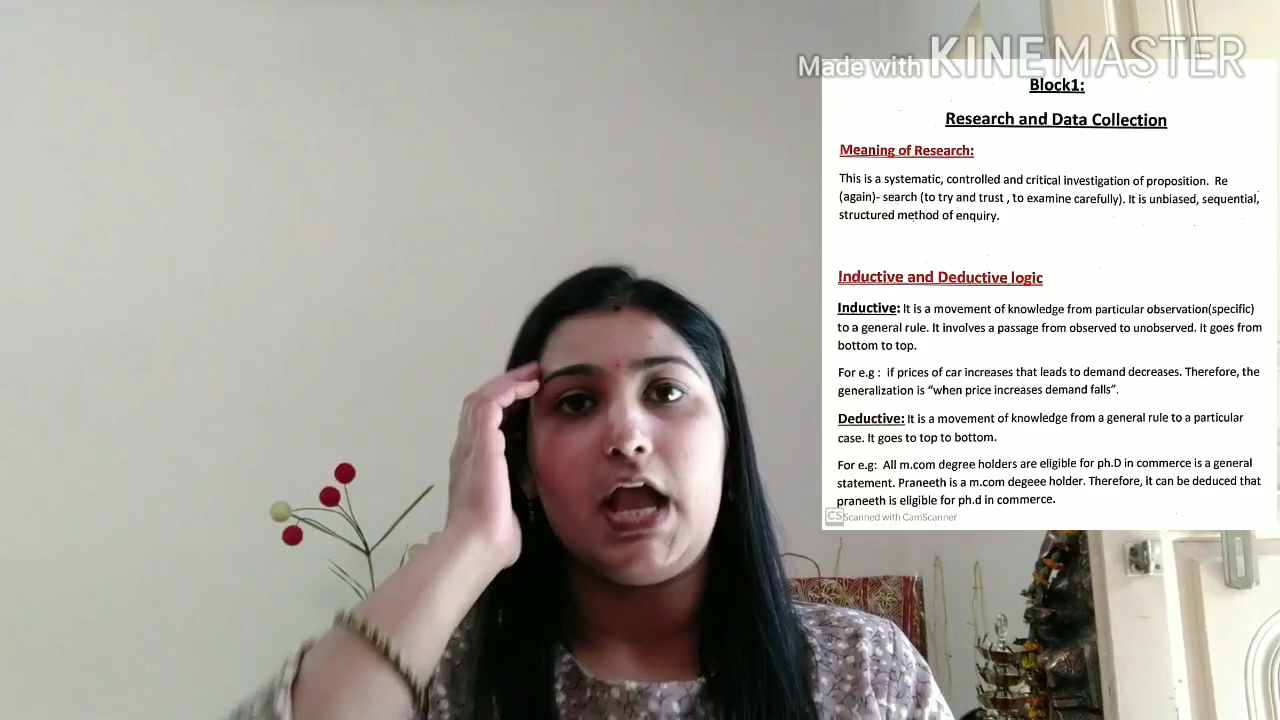 Made with KINEMASTER
Block1:
Research and Data Collection
Meaning of Research:
This is a systematic, controlled and critical investigation of proposition. Re
(again)- search (to try and trust , to examine carefully). It is unbiased, sequential,
structured method of enquiry.
Inductive and Deductive logic
Inductive: It is a movement of knowledge from particular observation(specific)
to a general rule. It involves a passage from observed to unobserved. It goes from
bottom to top.
For e.g : if prices of car increases that leads to demand decreases. Therefore, the
generalization is “when price increases demand falls”.
Deductive: It is a movement of knowledge from a general rule to a particular
case. It goes to top to bottom.
For e.g: All m.com degree holders are eligible for ph.D in commerce is a general
statement. Praneeth is a m.com degeee holder. Therefore, it can be deduced that
praneeth is eligible for ph.d in commerce.
CS Scanned with CamScanner